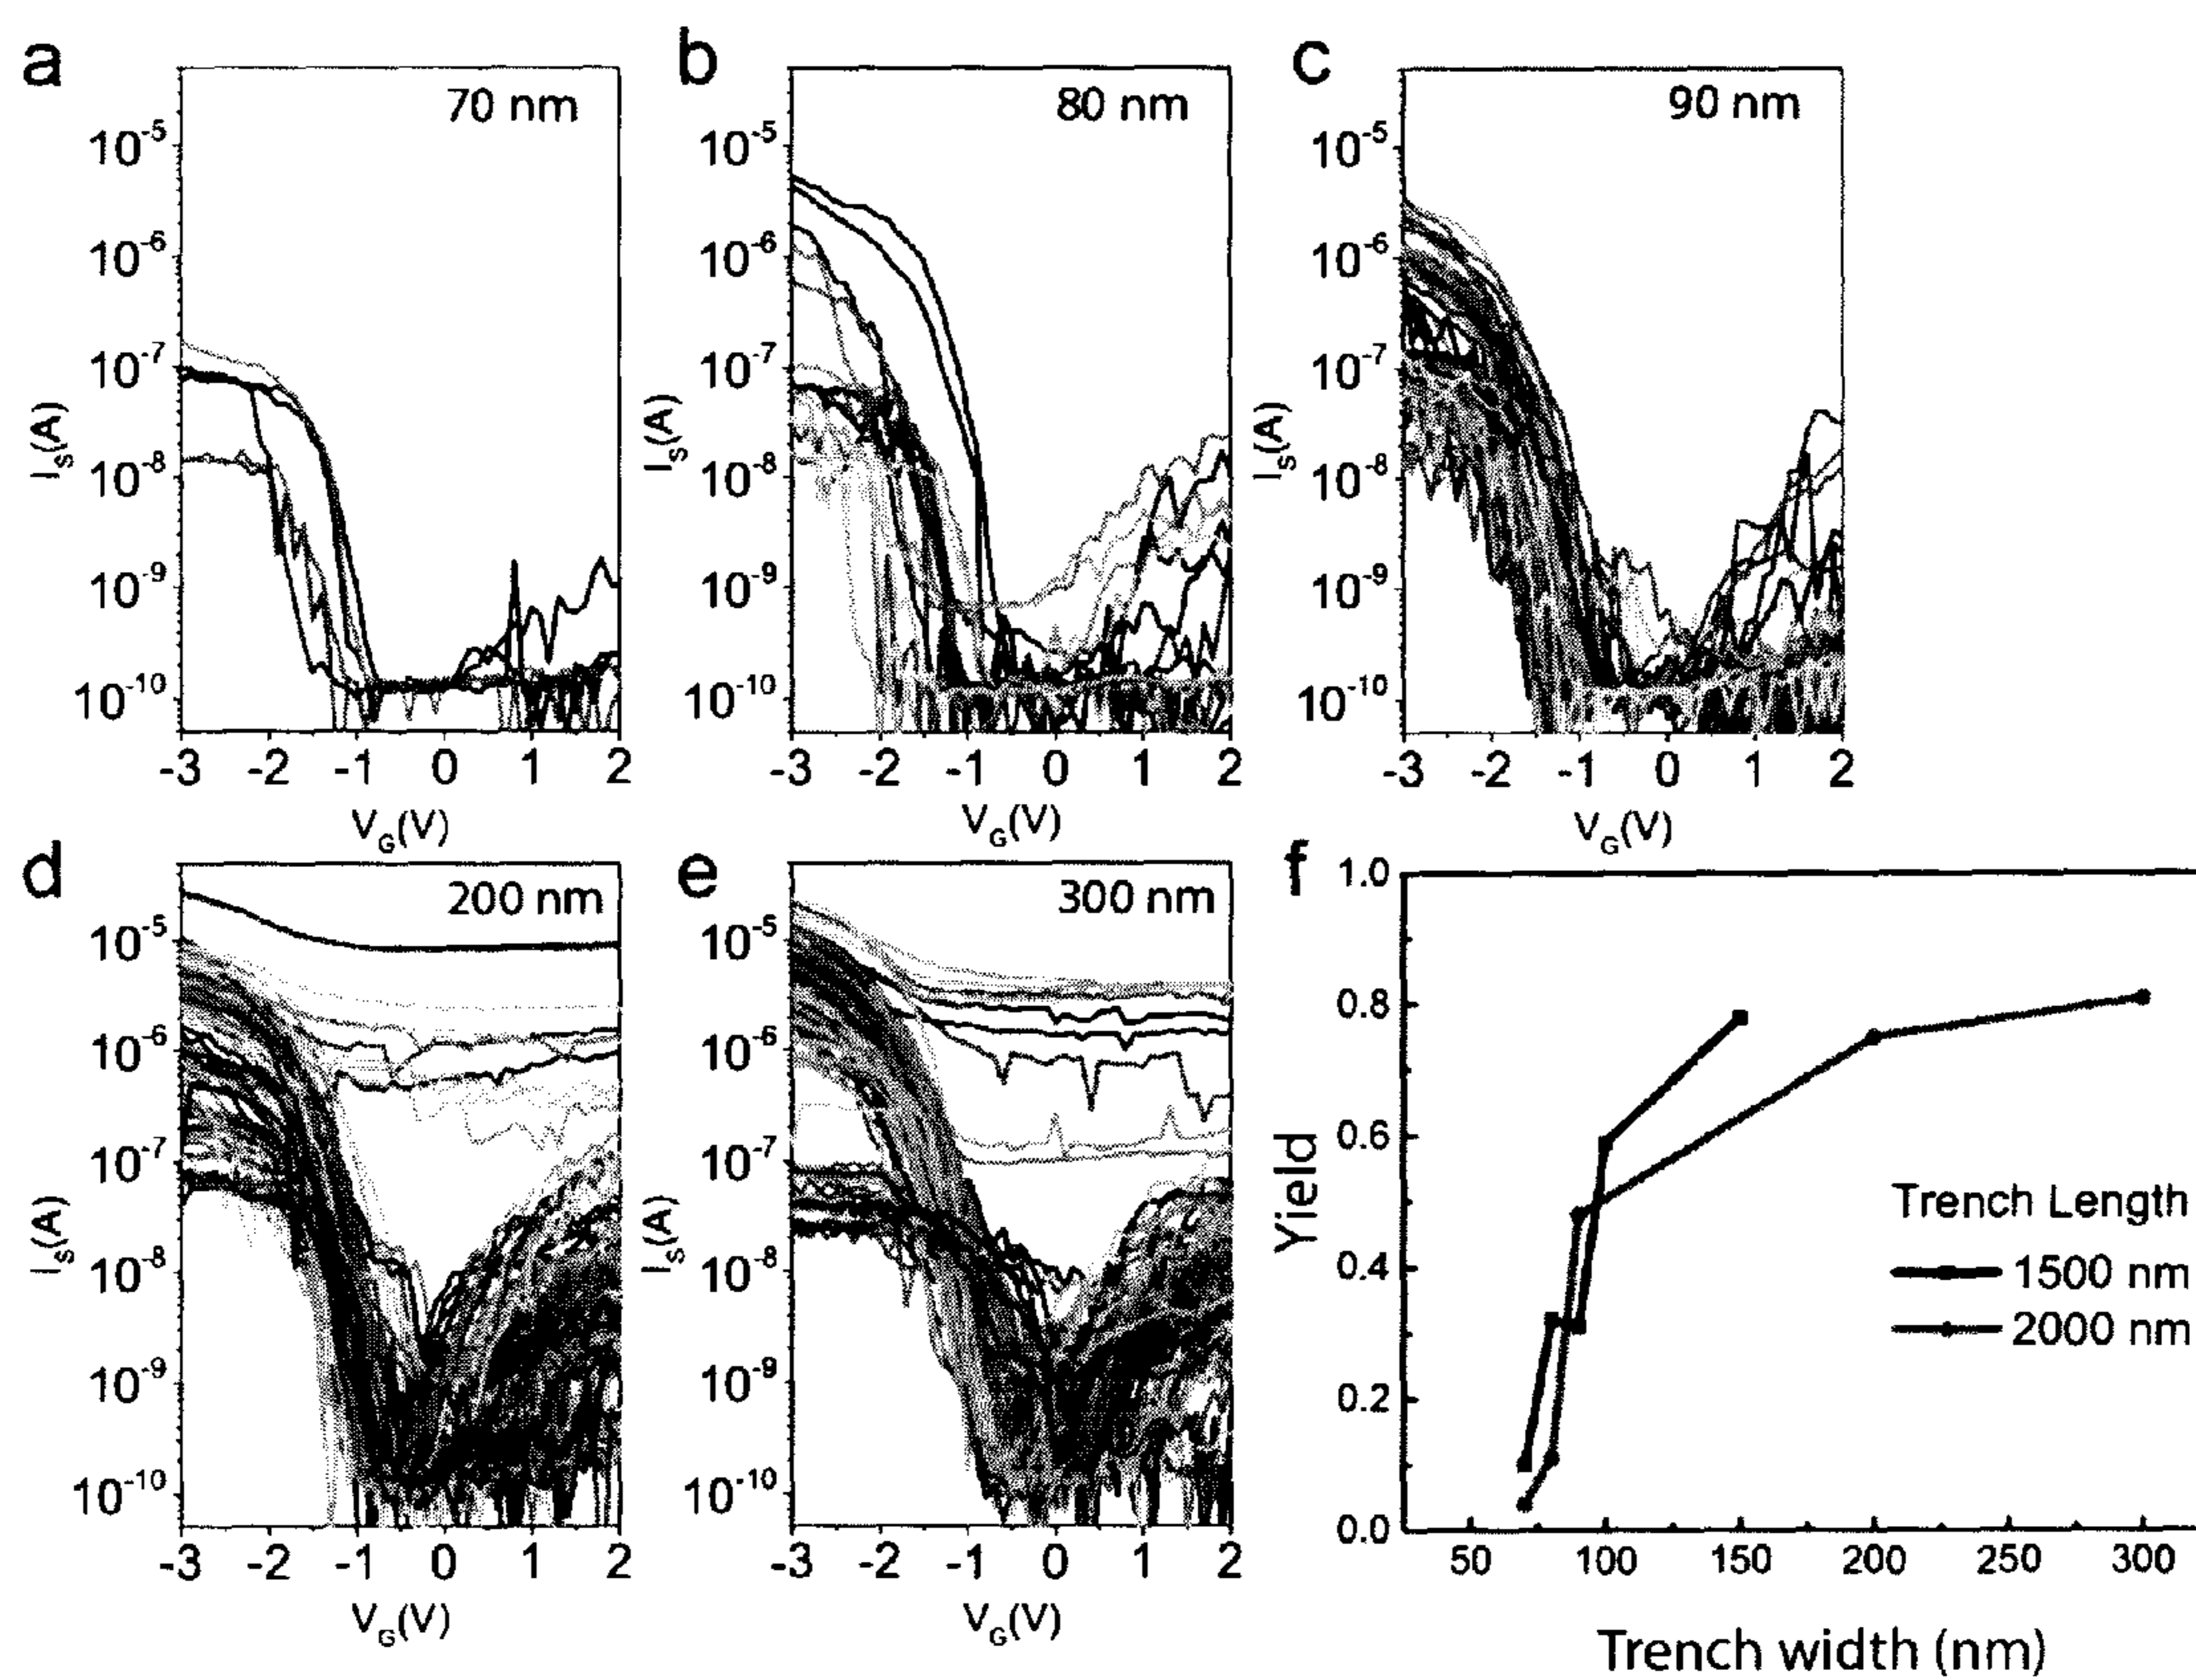 a
70 nm
10-5
10-6
10-7
10-8
10-9
10-10
IS(A)
-3 -2 -1 0 1 2
VG(V)
b
80 nm
10-5
10-6
10-7
10-8
10-9
10-10
IS(A)
-3 -2 -1 0 1 2
VG(V)
c
90 nm
10-5
10-6
10-7
10-8
10-9
10-10
IS(A)
-3 -2 -1 0 1 2
VG(V)
d
200 nm
10-5
10-6
10-7
10-8
10-9
10-10
IS(A)
-3 -2 -1 0 1 2
VG(V)
e
300 nm
10-5
10-6
10-7
10-8
10-9
10-10
IS(A)
-3 -2 -1 0 1 2
VG(V)
f
1.0
0.8
0.6
0.4
0.2
0.0
Yield
Trench Length
1500 nm
2000 nm
50 100 150 200 250 300
Trench width (nm)